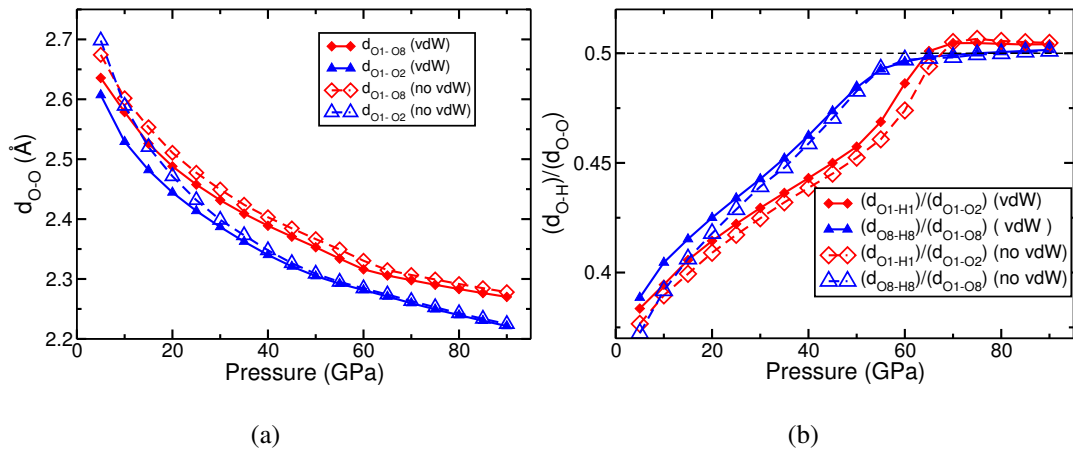 2.7
2.6
2.5
2.4
2.3
2.2
0 20 40 60 80
d_O-O (Å)
Pressure (GPa)
d_O1-O8 (vdW)
d_O1-O2 (vdW)
d_O1-O8 (no vdW)
d_O1-O2 (no vdW)
(a)
0.5
0.45
0.4
0 20 40 60 80
(d_O-H)/(d_O-O)
Pressure (GPa)
(d_O1-H1)/(d_O1-O2) (vdW)
(d_O8-H8)/(d_O1-O8) ( vdW )
(d_O1-H1)/(d_O1-O2) (no vdW)
(d_O8-H8)/(d_O1-O8) (no vdW)
(b)